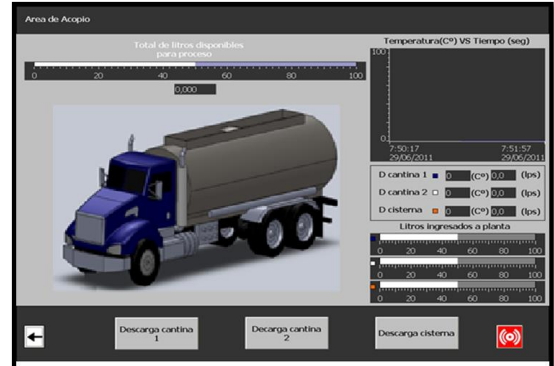 Area de Acopio
Total de litros disponibles
para proceso
0 20 40 60 80 100
0,000
Temperatura(Cº) VS Tiempo (seg)
100
0
7:50:17 7:51:57
29/06/2011 29/06/2011
D cantina 1 0 (Cº) 0,0 (lps)
D cantina 2 0 (Cº) 0,0 (lps)
D cisterna 0 (Cº) 0,0 (lps)
Litros ingresados a planta
0 20 40 60 80 100
0 20 40 60 80 100
0 20 40 60 80 100
Descarga cantina
1
Decarga cantina
2
Descarga cisterna